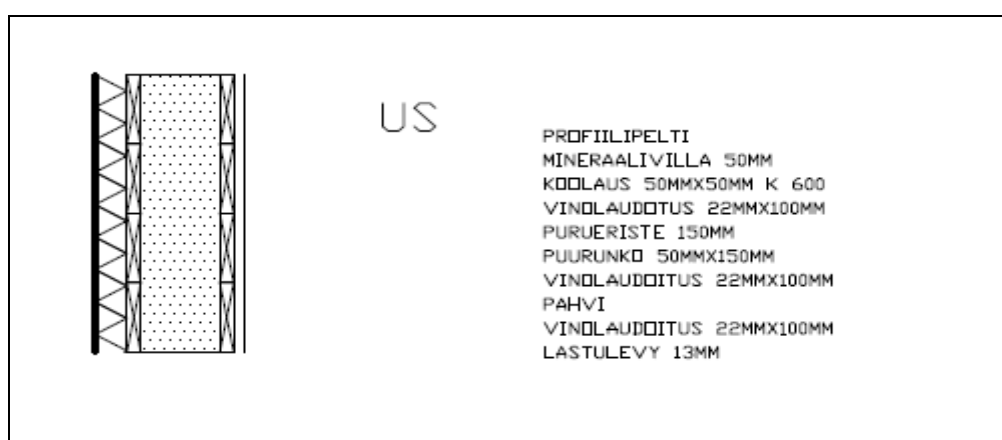 US
PROFIILIPELTI
MINERAALIVILLA 50MM
KOOLAUS 50MMX50MM K 600
VINOLAUDOTUS 22MMX100MM
PURUERISTE 150MM
PUURUNKO 50MMX150MM
VINOLAUDOITUS 22MMX100MM
PAHVI
VINOLAUDOITUS 22MMX100MM
LASTULEVY 13MM